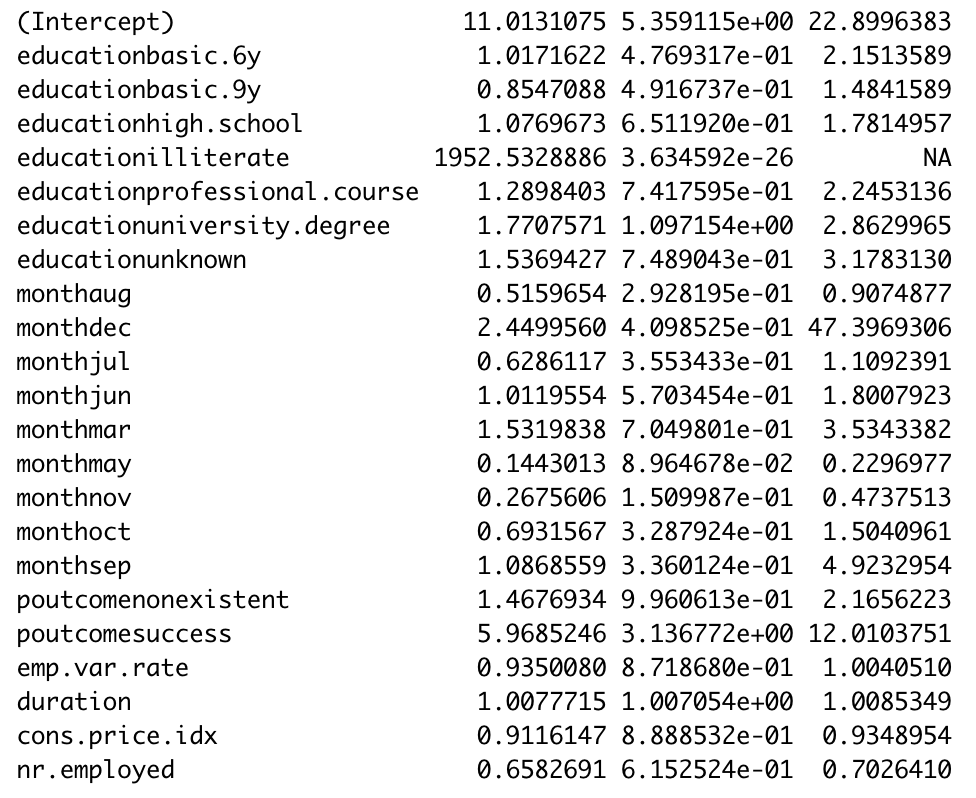 (Intercept) 11.0131075 5.359115e+00 22.8996383
educationbasic.6y 1.0171622 4.769317e-01 2.1513589
educationbasic.9y 0.8547088 4.916737e-01 1.4841589
educationhigh.school 1.0769673 6.511920e-01 1.7814957
educationilliterate 1952.5328886 3.634592e-26 NA
educationprofessional.course 1.2898403 7.417595e-01 2.2453136
educationuniversity.degree 1.7707571 1.097154e+00 2.8629965
educationunknown 1.5369427 7.489043e-01 3.1783130
monthaug 0.5159654 2.928195e-01 0.9074877
monthdec 2.4499560 4.098525e-01 47.3969306
monthjul 0.6286117 3.553433e-01 1.1092391
monthjun 1.0119554 5.703454e-01 1.8007923
monthmar 1.5319838 7.049801e-01 3.5343382
monthmay 0.1443013 8.964678e-02 0.2296977
monthnov 0.2675606 1.509987e-01 0.4737513
monthoct 0.6931567 3.287924e-01 1.5040961
monthsep 1.0868559 3.360124e-01 4.9232954
poutcomenonexistent 1.4676934 9.960613e-01 2.1656223
poutcomesuccess 5.9685246 3.136772e+00 12.0103751
emp.var.rate 0.9350080 8.718680e-01 1.0040510
duration 1.0077715 1.007054e+00 1.0085349
cons.price.idx 0.9116147 8.888532e-01 0.9348954
nr.employed 0.6582691 6.152524e-01 0.7026410